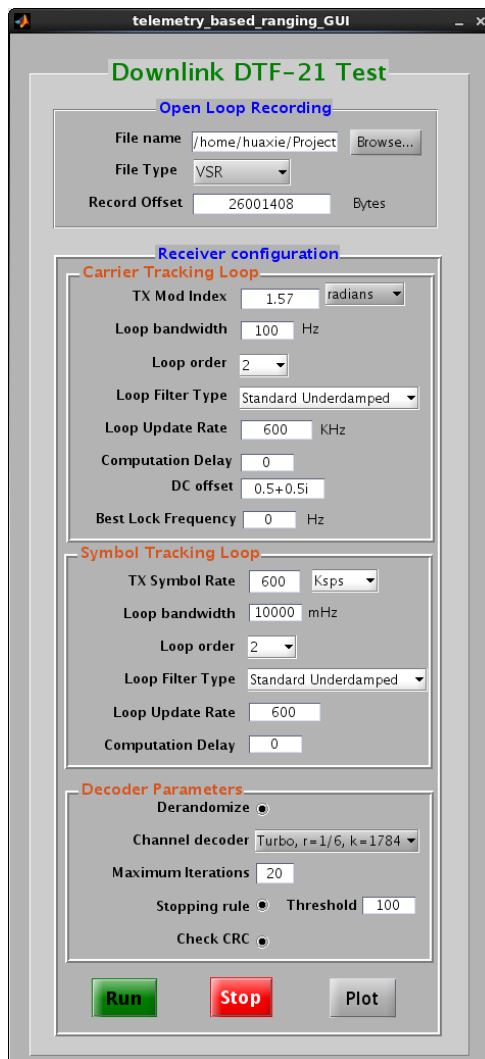 telemetry_based_ranging_GUI
Downlink DTF-21 Test
Open Loop Recording
File name /home/huaxie/Project Browse...
File Type VSR
Record Offset 26001408 Bytes
Receiver configuration
Carrier Tracking Loop
TX Mod Index 1.57 radians
Loop bandwidth 100 Hz
Loop order 2
Loop Filter Type Standard Underdamped
Loop Update Rate 600 KHz
Computation Delay 0
DC offset 0.5+0.5i
Best Lock Frequency 0 Hz
Symbol Tracking Loop
TX Symbol Rate 600 Ksps
Loop bandwidth 10000 mHz
Loop order 2
Loop Filter Type Standard Underdamped
Loop Update Rate 600
Computation Delay 0
Decoder Parameters
Derandomize
Channel decoder Turbo, r=1/6, k=1784
Maximum Iterations 20
Stopping rule Threshold 100
Check CRC
Run Stop Plot